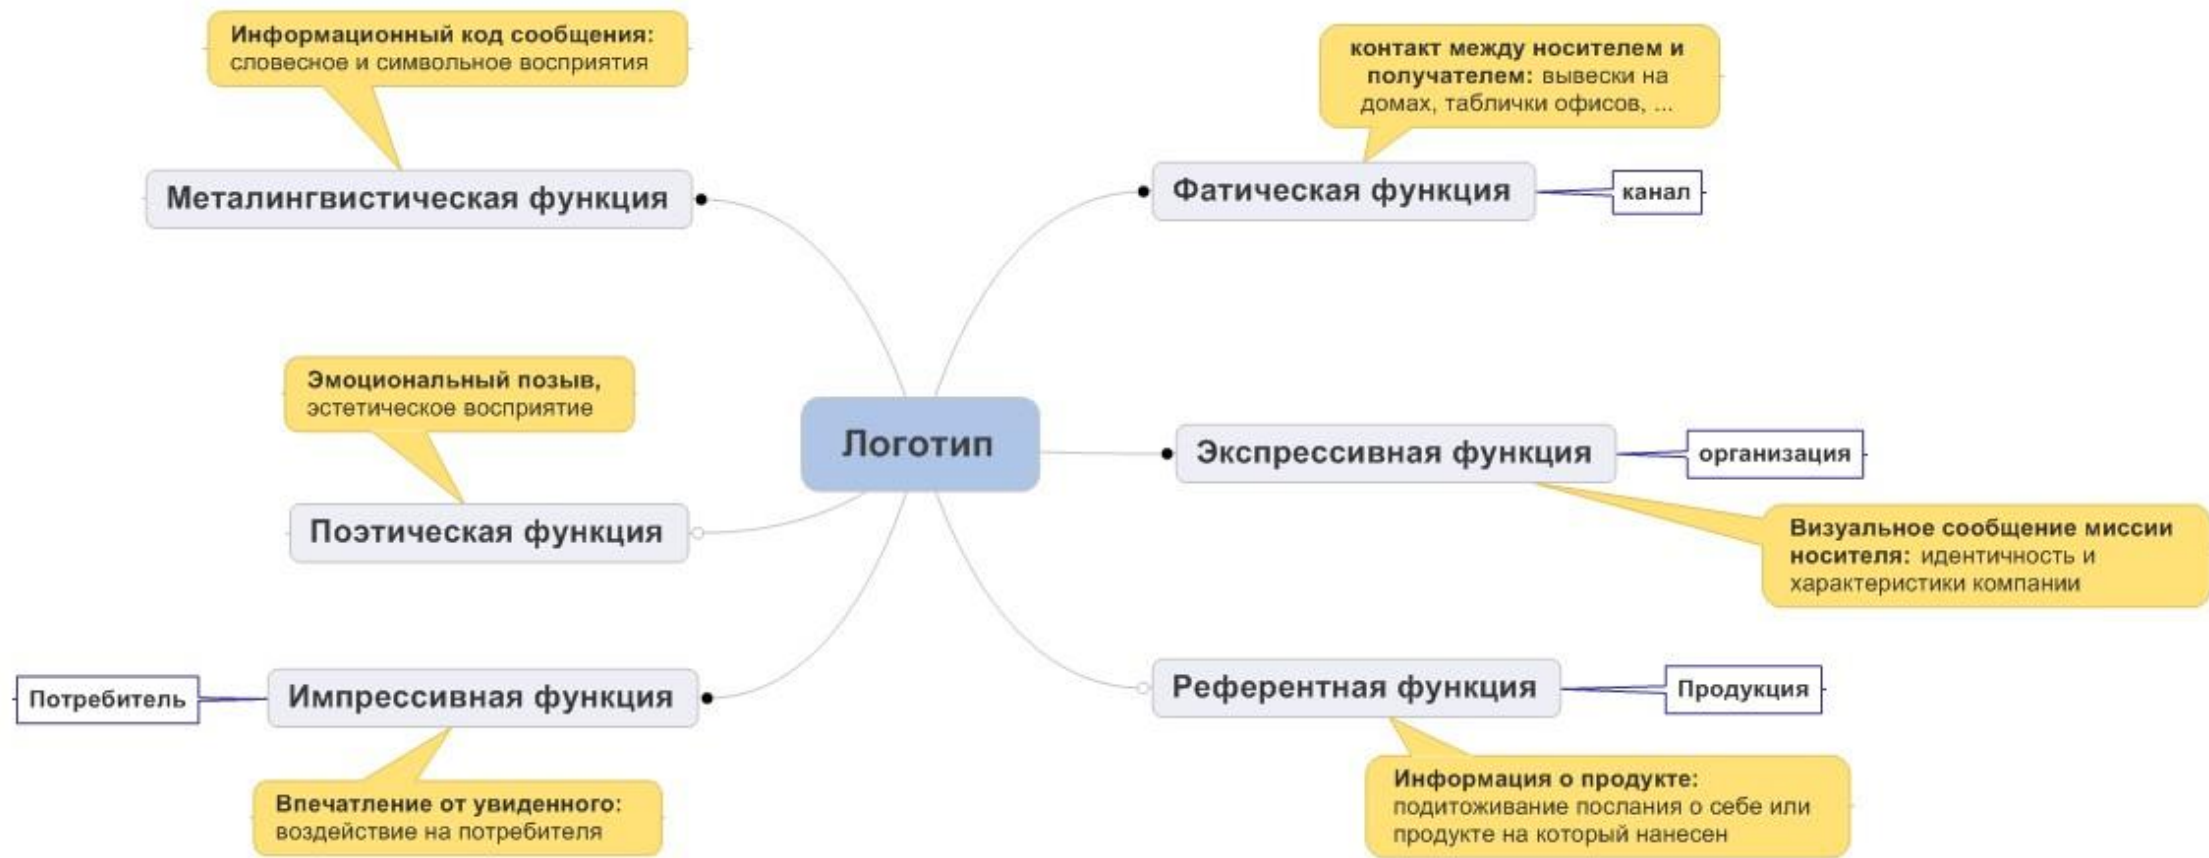 Информационный код сообщения:
словесное и символьное восприятия
Металингвистическая функция
контакт между носителем и
получателем: вывески на
домах, таблички офисов, ...
Фатическая функция
канал
Эмоциональный позыв,
эстетическое восприятие
Поэтическая функция
Логотип
Экспрессивная функция
организация
Визуальное сообщение миссии
носителя: идентичность и
характеристики компании
Потребитель
Импрессивная функция
Впечатление от увиденного:
воздействие на потребителя
Референтная функция
Продукция
Информация о продукте:
подитоживание послания о себе или
продукте на который нанесен